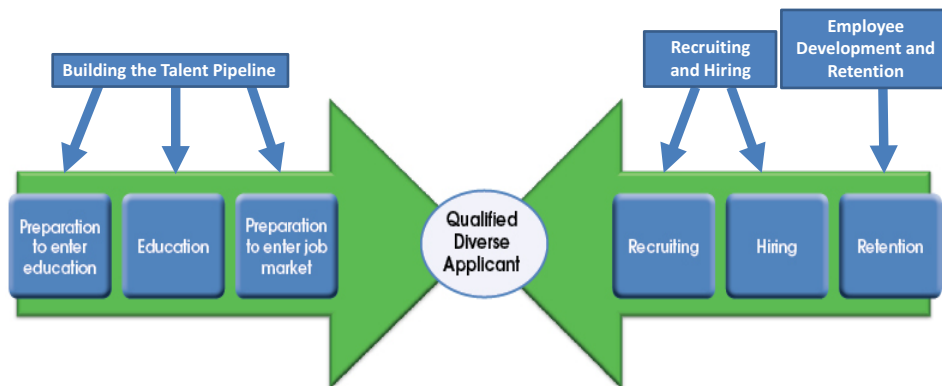 Building the Talent Pipeline
Recruiting
and Hiring
Employee
Development and
Retention
Preparation
to enter
education
Education
Preparation
to enter job
market
Qualified
Diverse
Applicant
Recruiting
Hiring
Retention